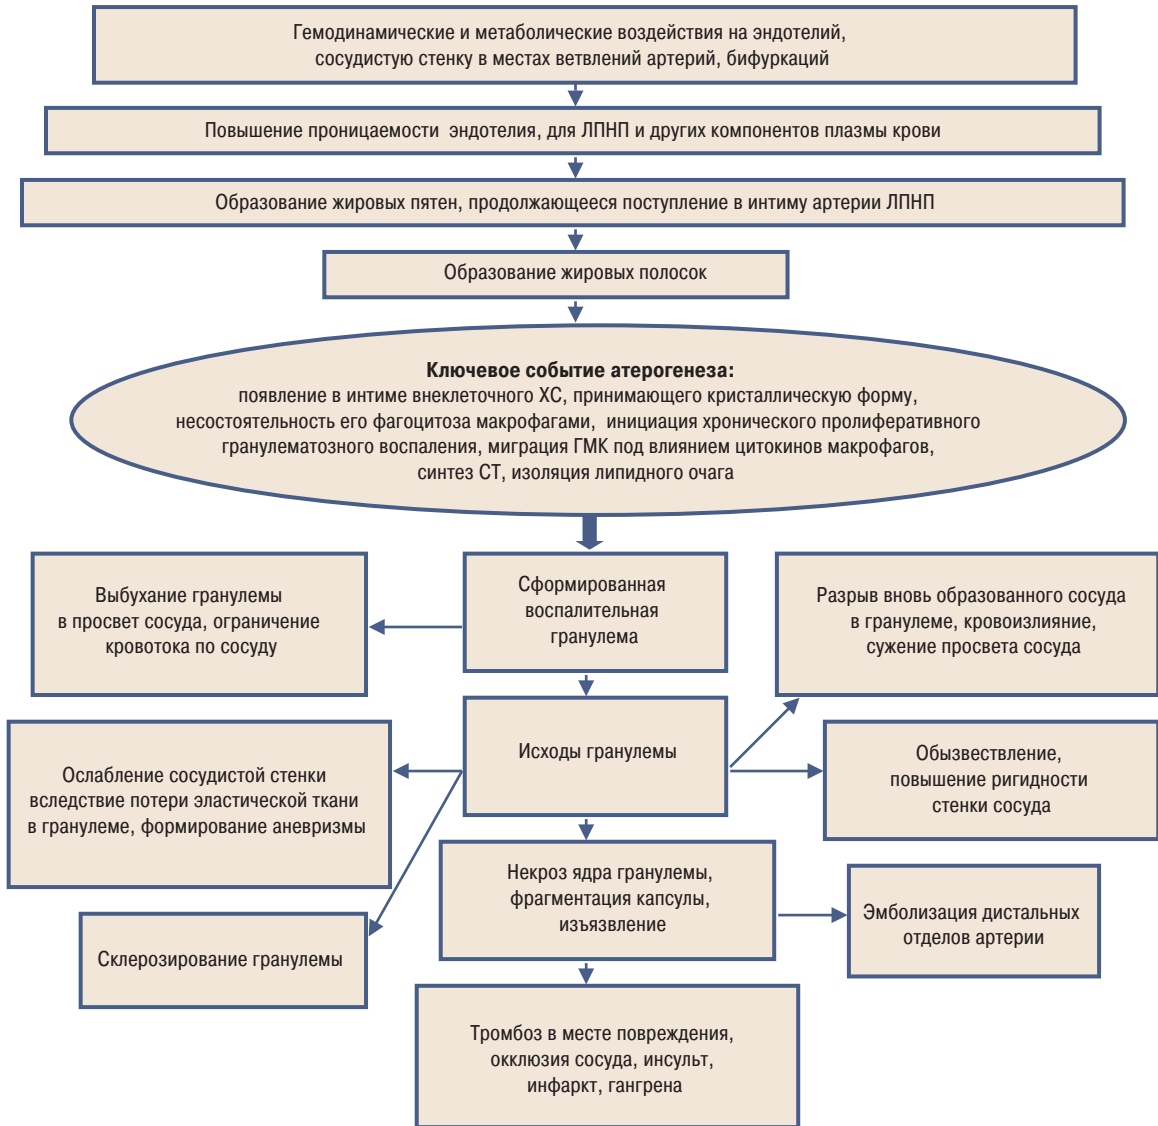 Гемодинамические и метаболические воздействия на эндотелий,
сосудистую стенку в местах ветвлений артерий, бифуркаций
Повышение проницаемости эндотелия, для ЛПНП и других компонентов плазмы крови
Образование жировых пятен, продолжающееся поступление в интиму артерии ЛПНП
Образование жировых полосок
Ключевое событие атерогенеза:
появление в интиме внеклеточного ХС, принимающего кристаллическую форму,
несостоятельность его фагоцитоза макрофагами, инициация хронического пролиферативного
гранулематозного воспаления, миграция ГМК под влиянием цитокинов макрофагов,
синтез СТ, изоляция липидного очага
Выбухание гранулемы
в просвет сосуда, ограничение
кровотока по сосуду
Сформированная
воспалительная
гранулема
Разрыв вновь образованного сосуда
в гранулеме, кровоизлияние,
сужение просвета сосуда
Ослабление сосудистой стенки
вследствие потери эластической ткани
в гранулеме, формирование аневризмы
Исходы гранулемы
Обызвествление,
повышение ригидности
стенки сосуда
Склерозирование гранулемы
Некроз ядра гранулемы,
фрагментация капсулы,
изъязвление
Эмболизация дистальных
отделов артерии
Тромбоз в месте повреждения,
окклюзия сосуда, инсульт,
инфаркт, гангрена